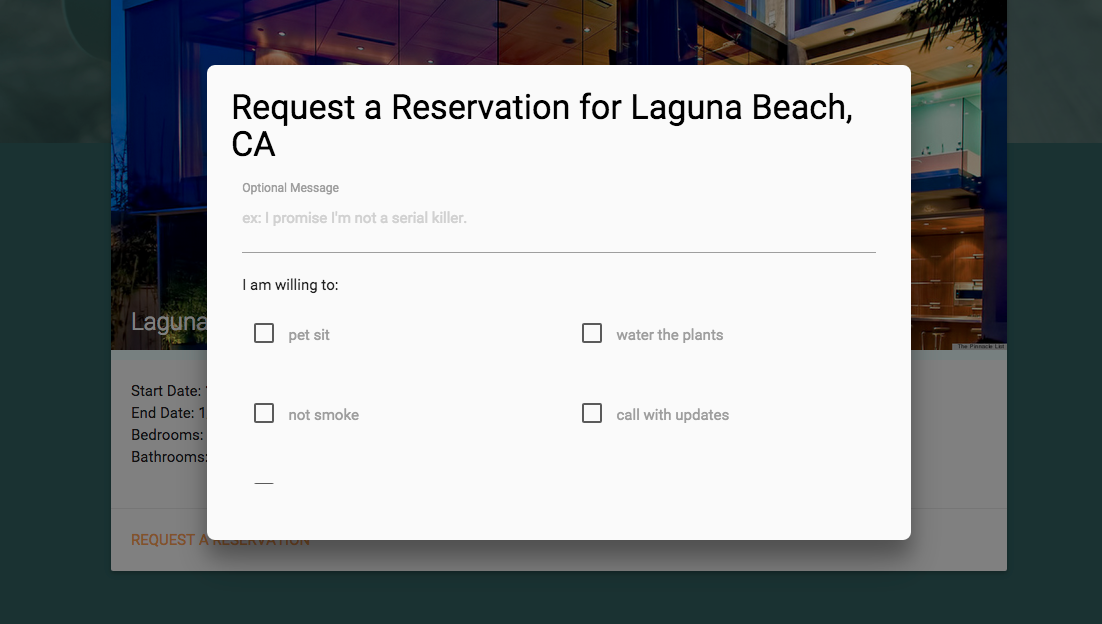 Request a Reservation for Laguna Beach,
CA
Optional Message
ex: I promise I'm not a serial killer.
I am willing to:
pet sit
water the plants
not smoke
call with updates
Laguna
The Pinnacle List
Start Date:
End Date: 1
Bedrooms:
Bathrooms:
REQUEST A RESERVATION